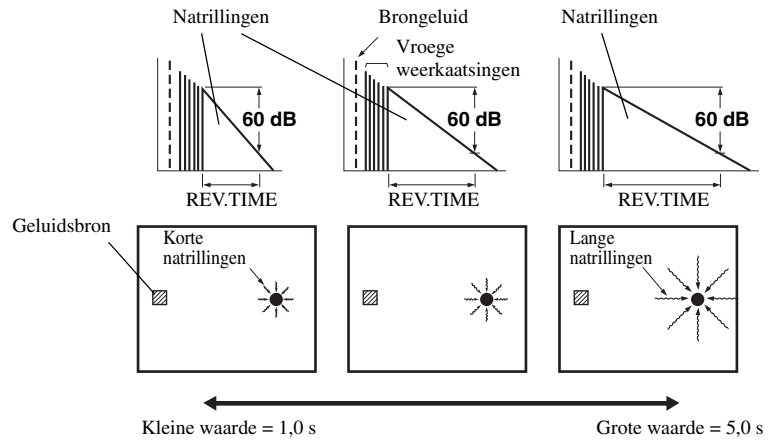 Natrillingen
Brongeluid
Natrillingen
Vroege
weerkaatsingen
60 dB
60 dB
60 dB
REV.TIME
REV.TIME
REV.TIME
Geluidsbron
Korte
natrillingen
Lange
natrillingen
Kleine waarde = 1,0 s
Grote waarde = 5,0 s